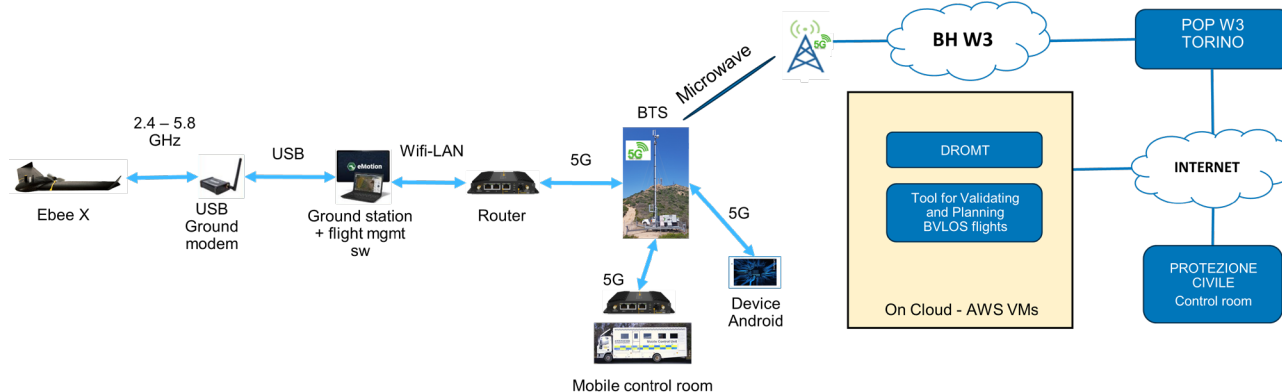 2.4 – 5.8
GHz
Ebee X
USB
Ground
modem
USB
eMotion
Ground station
+ flight mgmt
sw
Wifi-LAN
Router
5G
BTS
5G
Microwave
5G
5G
Device
Android
5G
Mobile control room
BH W3
POP W3
TORINO
INTERNET
PROTEZIONE
CIVILE
Control room
DROMT
Tool for Validating
and Planning
BVLOS flights
On Cloud - AWS VMs